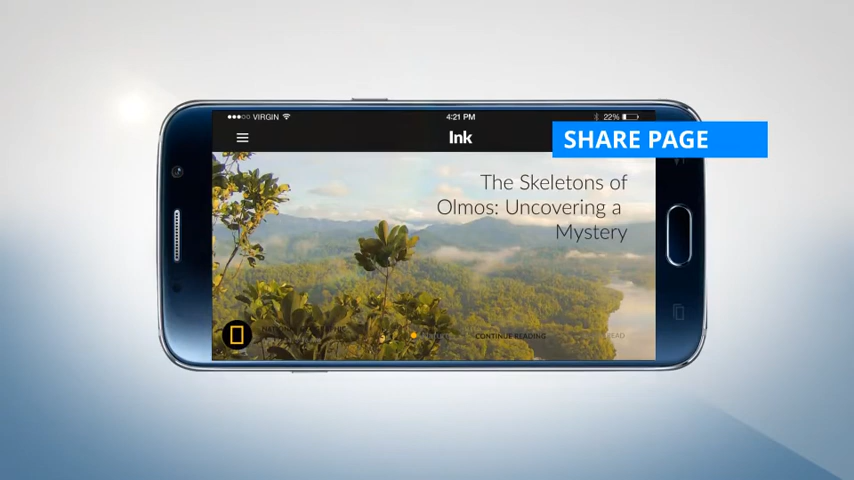 VIRGIN
4:21 PM
22%
Ink
SHARE PAGE
The Skeletons of
Olmos: Uncovering a
Mystery
CONTINUE READING